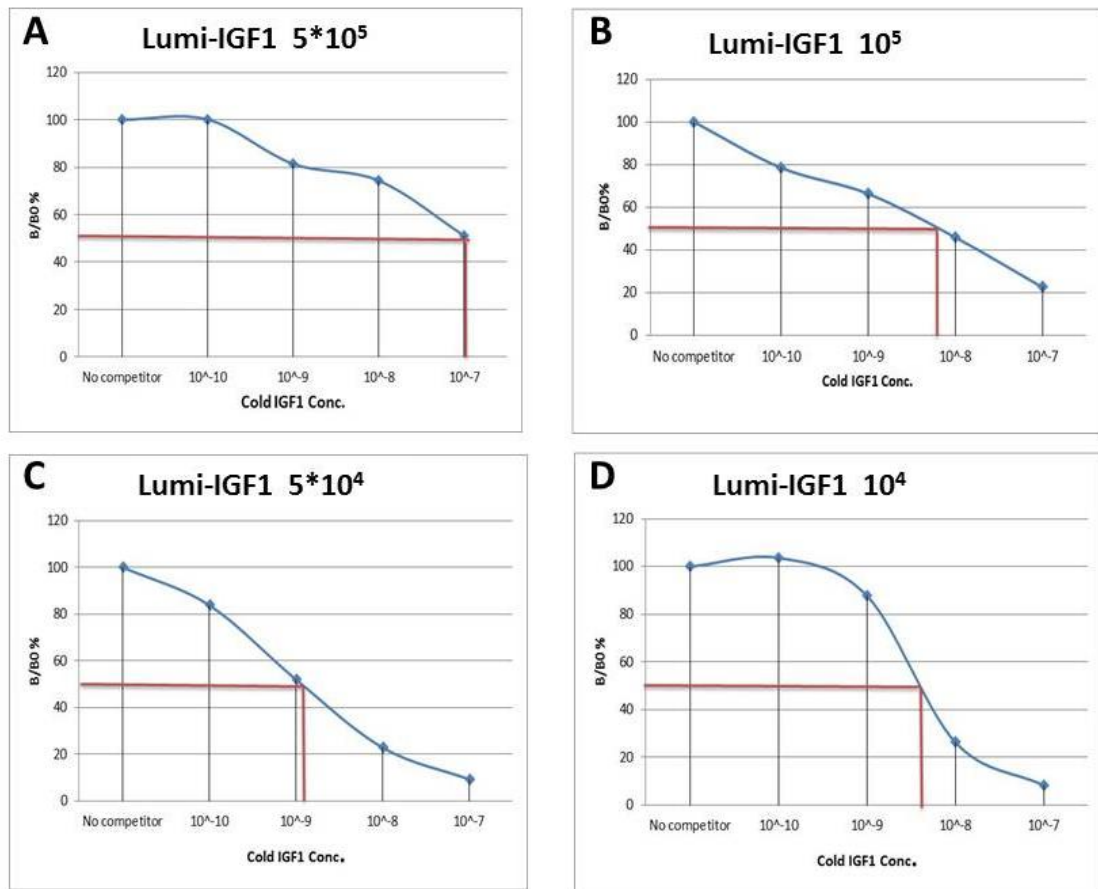 A
Lumi-IGF1 5*10⁵
120
100
80
60
40
20
0
B/B0 %
No competitor 10^-10 10^-9 10^-8 10^-7
Cold IGF1 Conc.
B
Lumi-IGF1 10⁵
120
100
80
60
40
20
0
B/B0%
No competitor 10^-10 10^-9 10^-8 10^-7
Cold IGF1 Conc.
C
Lumi-IGF1 5*10⁴
120
100
80
60
40
20
0
B/B0 %
No competitor 10^-10 10^-9 10^-8 10^-7
Cold IGF1 Conc.
D
Lumi-IGF1 10⁴
120
100
80
60
40
20
0
B/B0 %
No competitor 10^-10 10^-9 10^-8 10^-7
Cold IGF1 Conc.